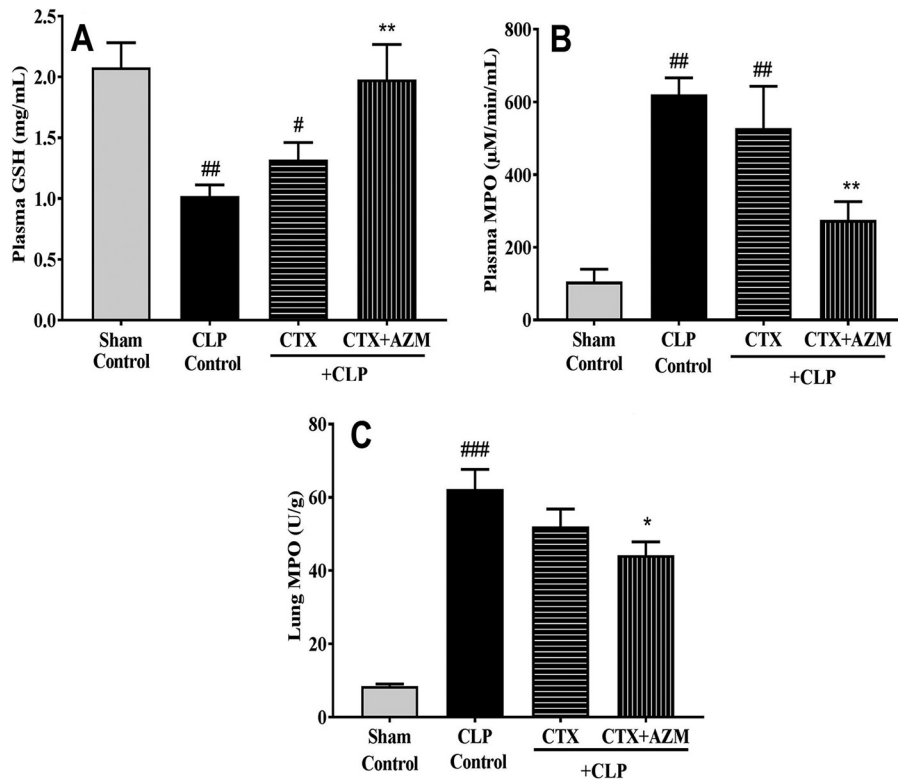 A
Plasma GSH (mg/mL)
2.5
2.0
1.5
1.0
0.5
0.0
##
#
**
Sham
Control
CLP
Control
CTX
CTX+AZM
+CLP
B
Plasma MPO (µM/min/mL)
800
600
400
200
0
##
##
**
Sham
Control
CLP
Control
CTX
CTX+AZM
+CLP
C
Lung MPO (U/g)
80
60
40
20
0
###
*
Sham
Control
CLP
Control
CTX
CTX+AZM
+CLP